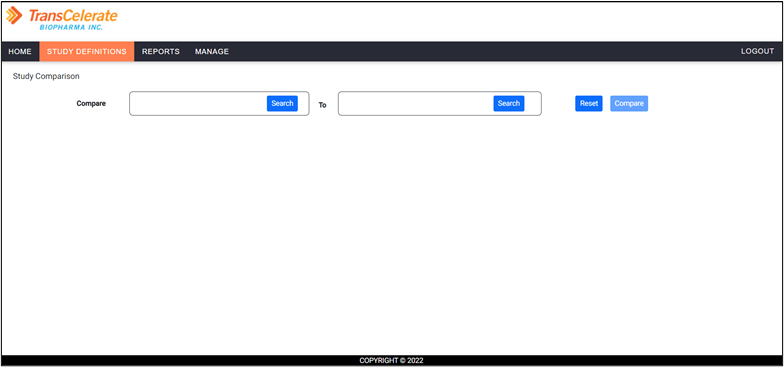 TransCelerate
BIOPHARMA INC.
HOME STUDY DEFINITIONS REPORTS MANAGE LOGOUT
Study Comparison
Compare Search To Search Reset Compare
COPYRIGHT © 2022